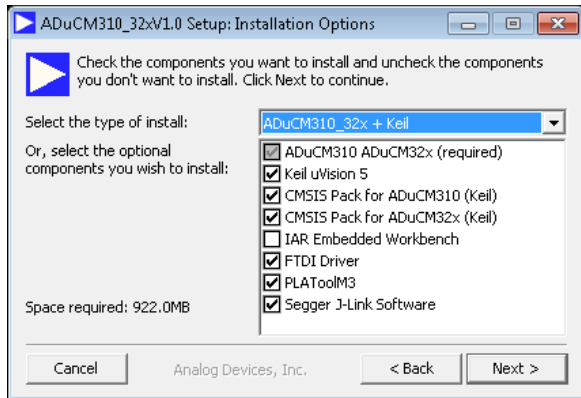 ADuCM310_32xV1.0 Setup: Installation Options
Check the components you want to install and uncheck the components
you don't want to install. Click Next to continue.
Select the type of install:
ADuCM310_32x + Keil
Or, select the optional
components you wish to install:
ADuCM310 ADuCM32x (required)
Keil uVision 5
CMSIS Pack for ADuCM310 (Keil)
CMSIS Pack for ADuCM32x (Keil)
IAR Embedded Workbench
FTDI Driver
PLAToolM3
Segger J-Link Software
Space required: 922.0MB
Cancel
Analog Devices, Inc.
< Back
Next >